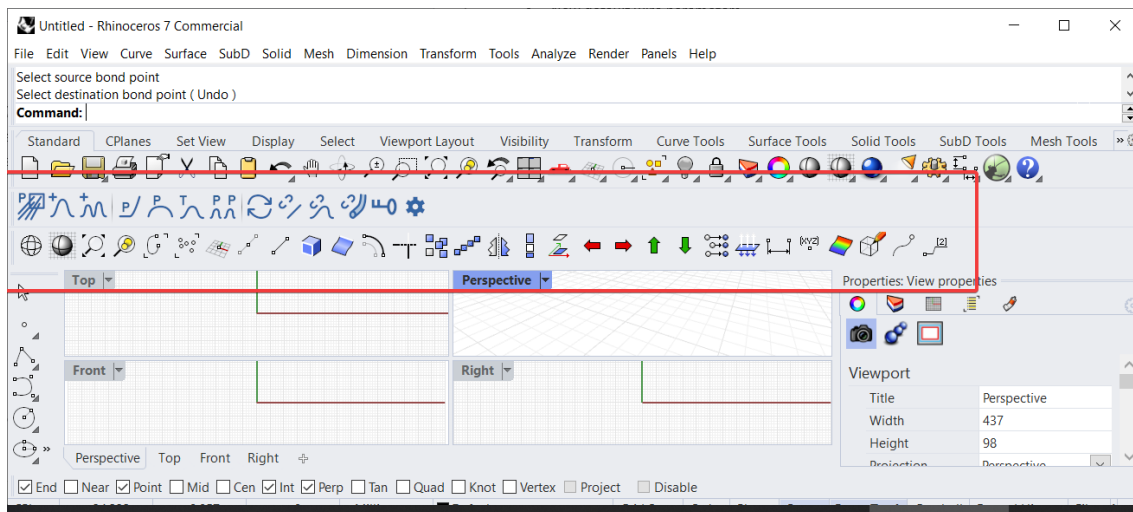 Untitled - Rhinoceros 7 Commercial
File Edit View Curve Surface SubD Solid Mesh Dimension Transform Tools Analyze Render Panels Help
Select source bond point
Select destination bond point ( Undo )
Command:
Standard CPlanes Set View Display Select Viewport Layout Visibility Transform Curve Tools Surface Tools Solid Tools SubD Tools Mesh Tools »
Top Perspective Properties: View properties
Front Right
Viewport
Title Perspective
Width 437
Height 98
Projection Perspective
Perspective Top Front Right
End Near Point Mid Cen Int Perp Tan Quad Knot Vertex Project Disable